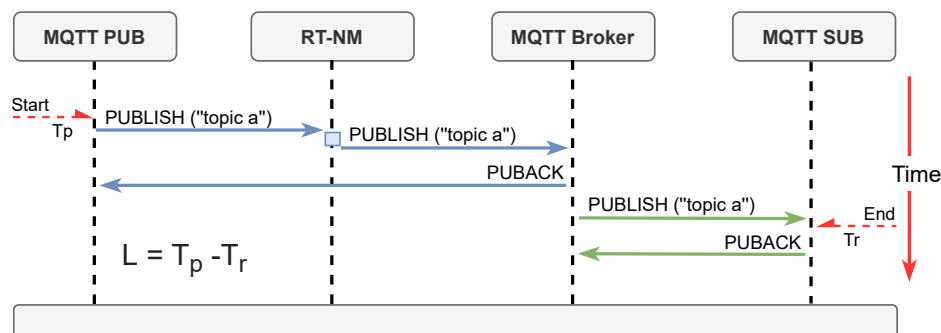 MQTT PUB
RT-NM
MQTT Broker
MQTT SUB
Start
Tp
PUBLISH ("topic a")
PUBLISH ("topic a")
PUBACK
Time
PUBLISH ("topic a")
End
Tr
PUBACK
L = Tp -Tr